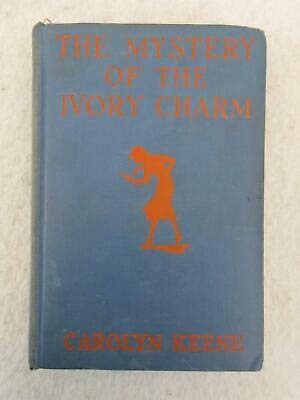 THE MYSTERY
OF THE
IVORY CHARM
CAROLYN KEENE